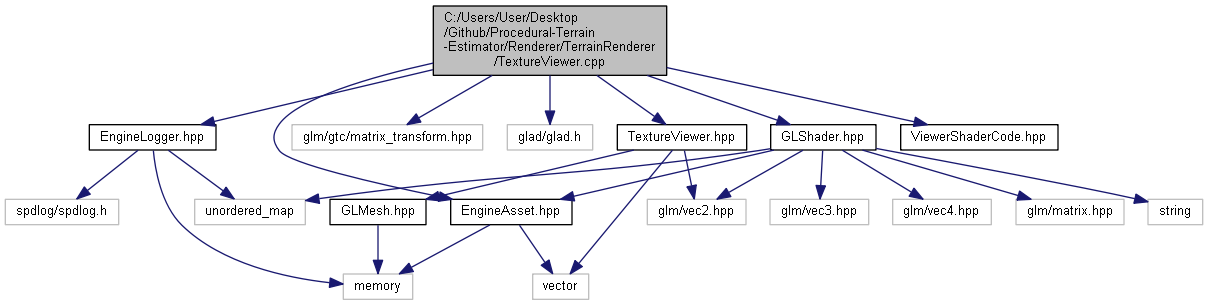 C:/Users/User/Desktop
/Github/Procedural-Terrain
-Estimator/Renderer/TerrainRenderer
/TextureViewer.cpp
EngineLogger.hpp
glm/gtc/matrix_transform.hpp
glad/glad.h
TextureViewer.hpp
GLShader.hpp
ViewerShaderCode.hpp
spdlog/spdlog.h
unordered_map
GLMesh.hpp
EngineAsset.hpp
glm/vec2.hpp
glm/vec3.hpp
glm/vec4.hpp
glm/matrix.hpp
string
memory
vector